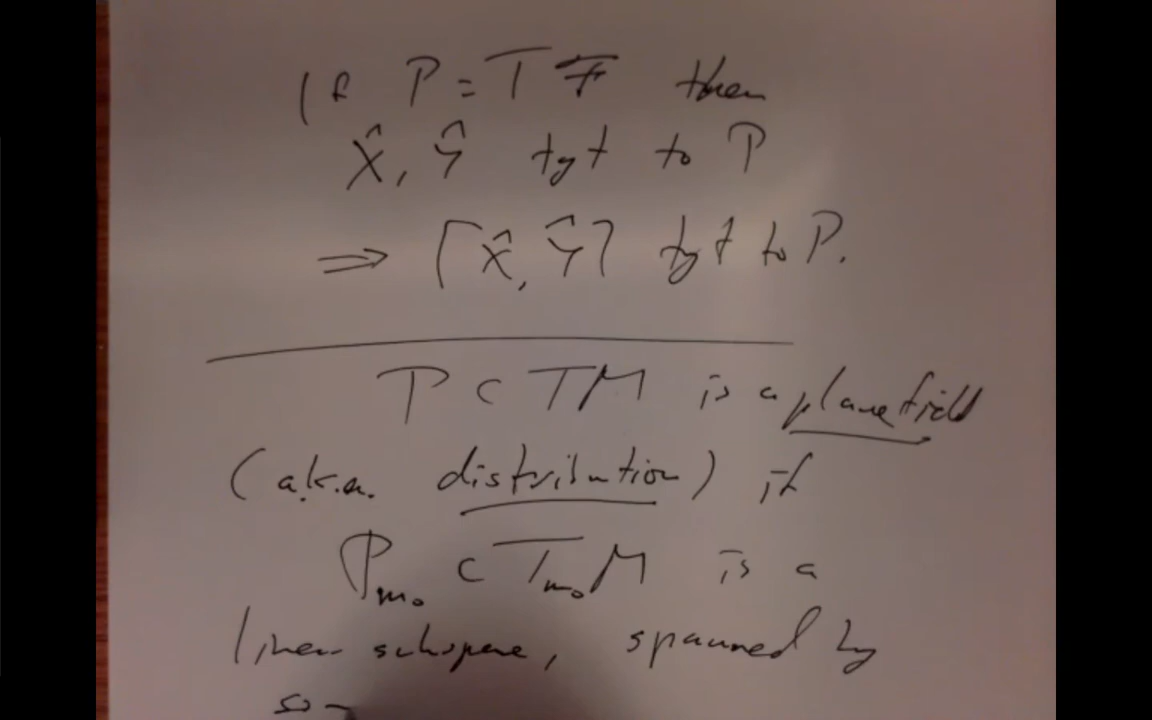 If P = TF then
X̂, Ŷ tgt to P
⇒ [X̂, Ŷ] tgt to P.
P ⊂ TM is a plane field
(a.k.a. distribution) if
P_m₀ ⊂ T_m₀ M is a
linear subspace, spanned by